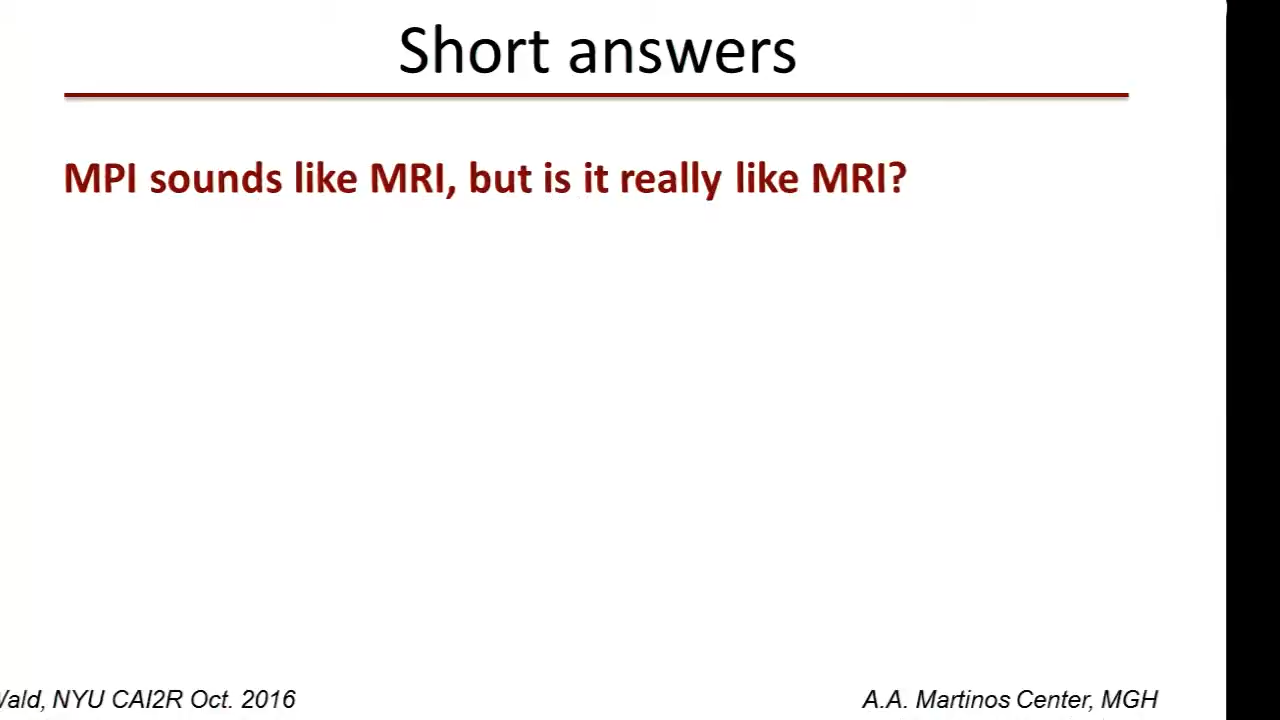 Short answers
MPI sounds like MRI, but is it really like MRI?
NYU CAI2R Oct. 2016
A.A. Martinos Center, MGH